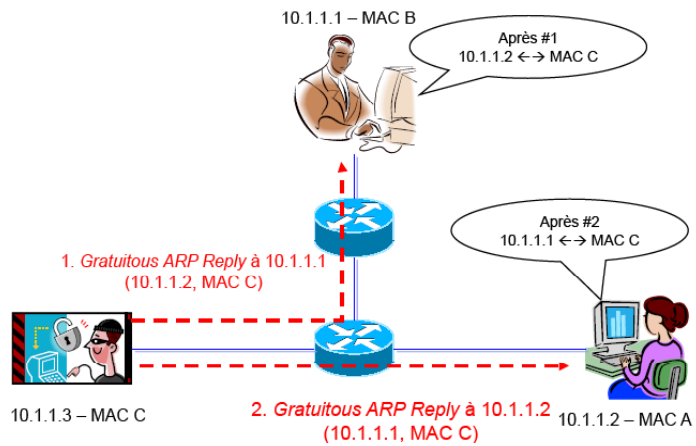 10.1.1.1 – MAC B
Après #1
10.1.1.2 ←→ MAC C
Après #2
10.1.1.1 ←→ MAC C
1. Gratuitous ARP Reply à 10.1.1.1
(10.1.1.2, MAC C)
10.1.1.3 – MAC C
2. Gratuitous ARP Reply à 10.1.1.2
(10.1.1.1, MAC C)
10.1.1.2 – MAC A